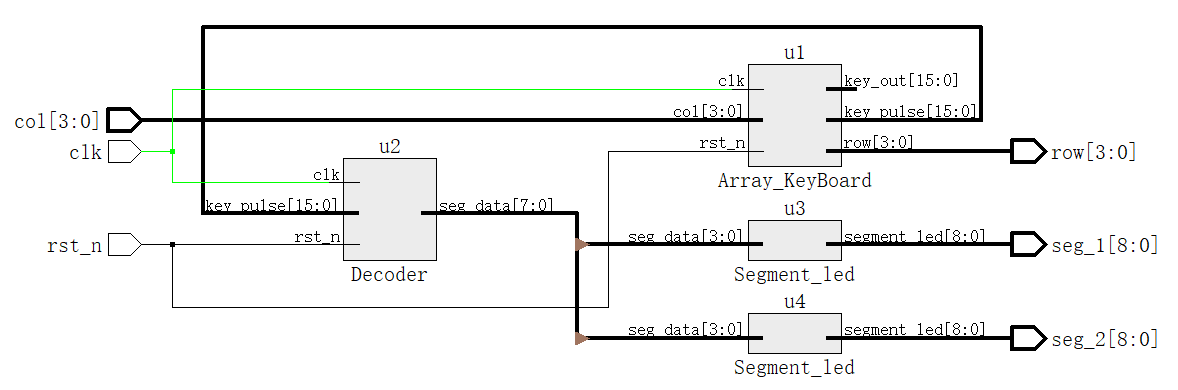 u1
clk
key_out[15:0]
col[3:0]
col[3:0]
key_pulse[15:0]
clk
rst_n
row[3:0]
row[3:0]
u2
Array_KeyBoard
clk
key_pulse[15:0]
seg_data[7:0]
u3
rst_n
rst_n
seg_data[3:0]
segment_led[8:0]
seg_1[8:0]
Decoder
Segment_led
u4
seg_data[3:0]
segment_led[8:0]
seg_2[8:0]
Segment_led